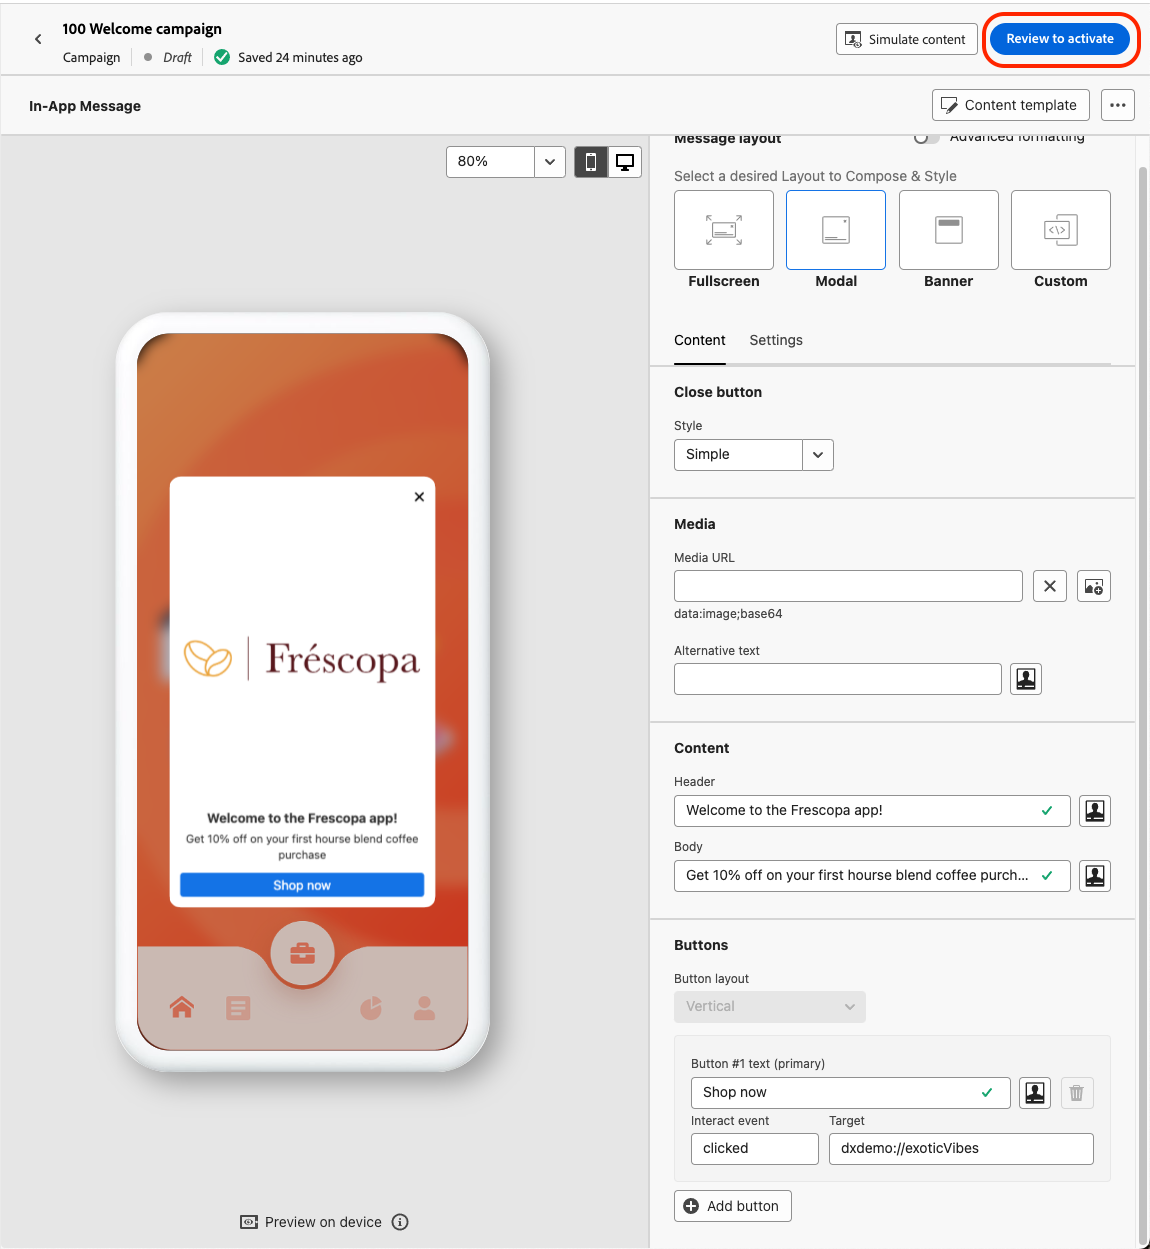 100 Welcome campaign
Campaign Draft Saved 24 minutes ago
Simulate content
Review to activate
In-App Message
Content template
80%
Message layout
Advanced formatting
Select a desired Layout to Compose & Style
Fullscreen
Modal
Banner
Custom
Content
Settings
Close button
Style
Simple
Media
Media URL
data:image;base64
Alternative text
Content
Header
Welcome to the Frescopa app!
Body
Get 10% off on your first hourse blend coffee purch...
Buttons
Button layout
Vertical
Button #1 text (primary)
Shop now
Interact event
Target
clicked
dxdemo://exoticVibes
Add button
Fréscopa
Welcome to the Frescopa app!
Get 10% off on your first hourse blend coffee
purchase
Shop now
Preview on device